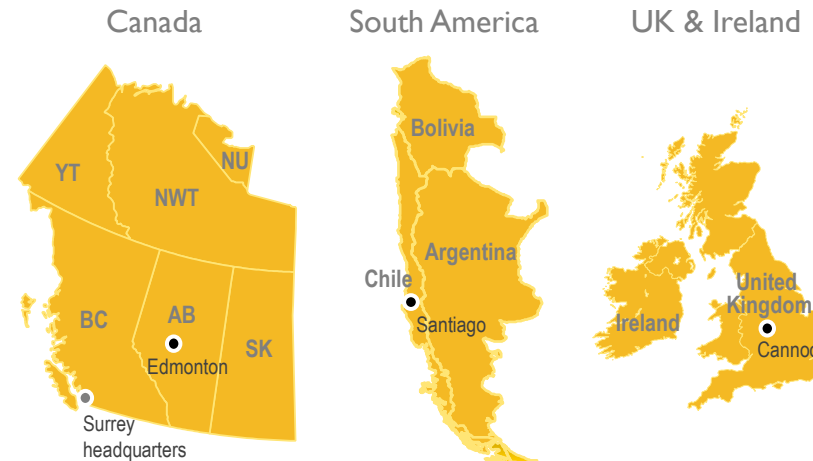 Canada
YT
NU
NWT
BC
AB
SK
Edmonton
Surrey
headquarters
South America
Bolivia
Argentina
Chile
Santiago
UK & Ireland
Ireland
United
Kingdom